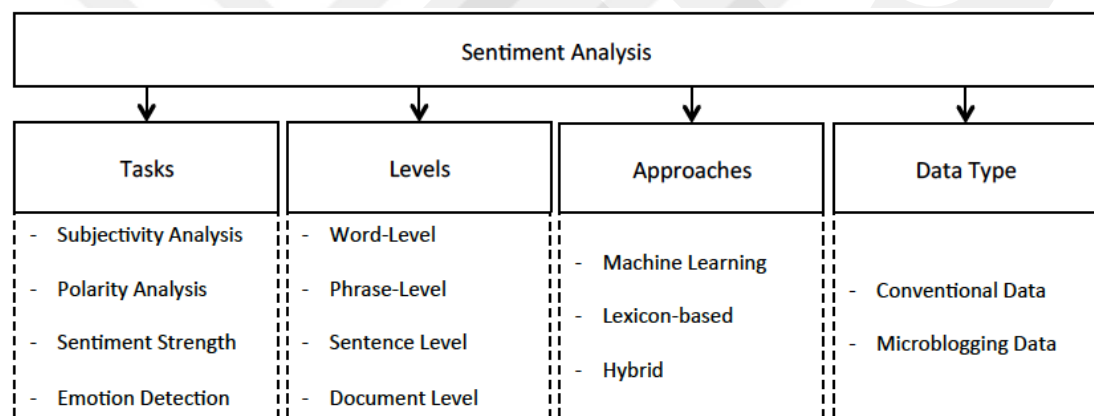 Sentiment Analysis
Tasks
- Subjectivity Analysis
- Polarity Analysis
- Sentiment Strength
- Emotion Detection
Levels
- Word-Level
- Phrase-Level
- Sentence Level
- Document Level
Approaches
- Machine Learning
- Lexicon-based
- Hybrid
Data Type
- Conventional Data
- Microblogging Data